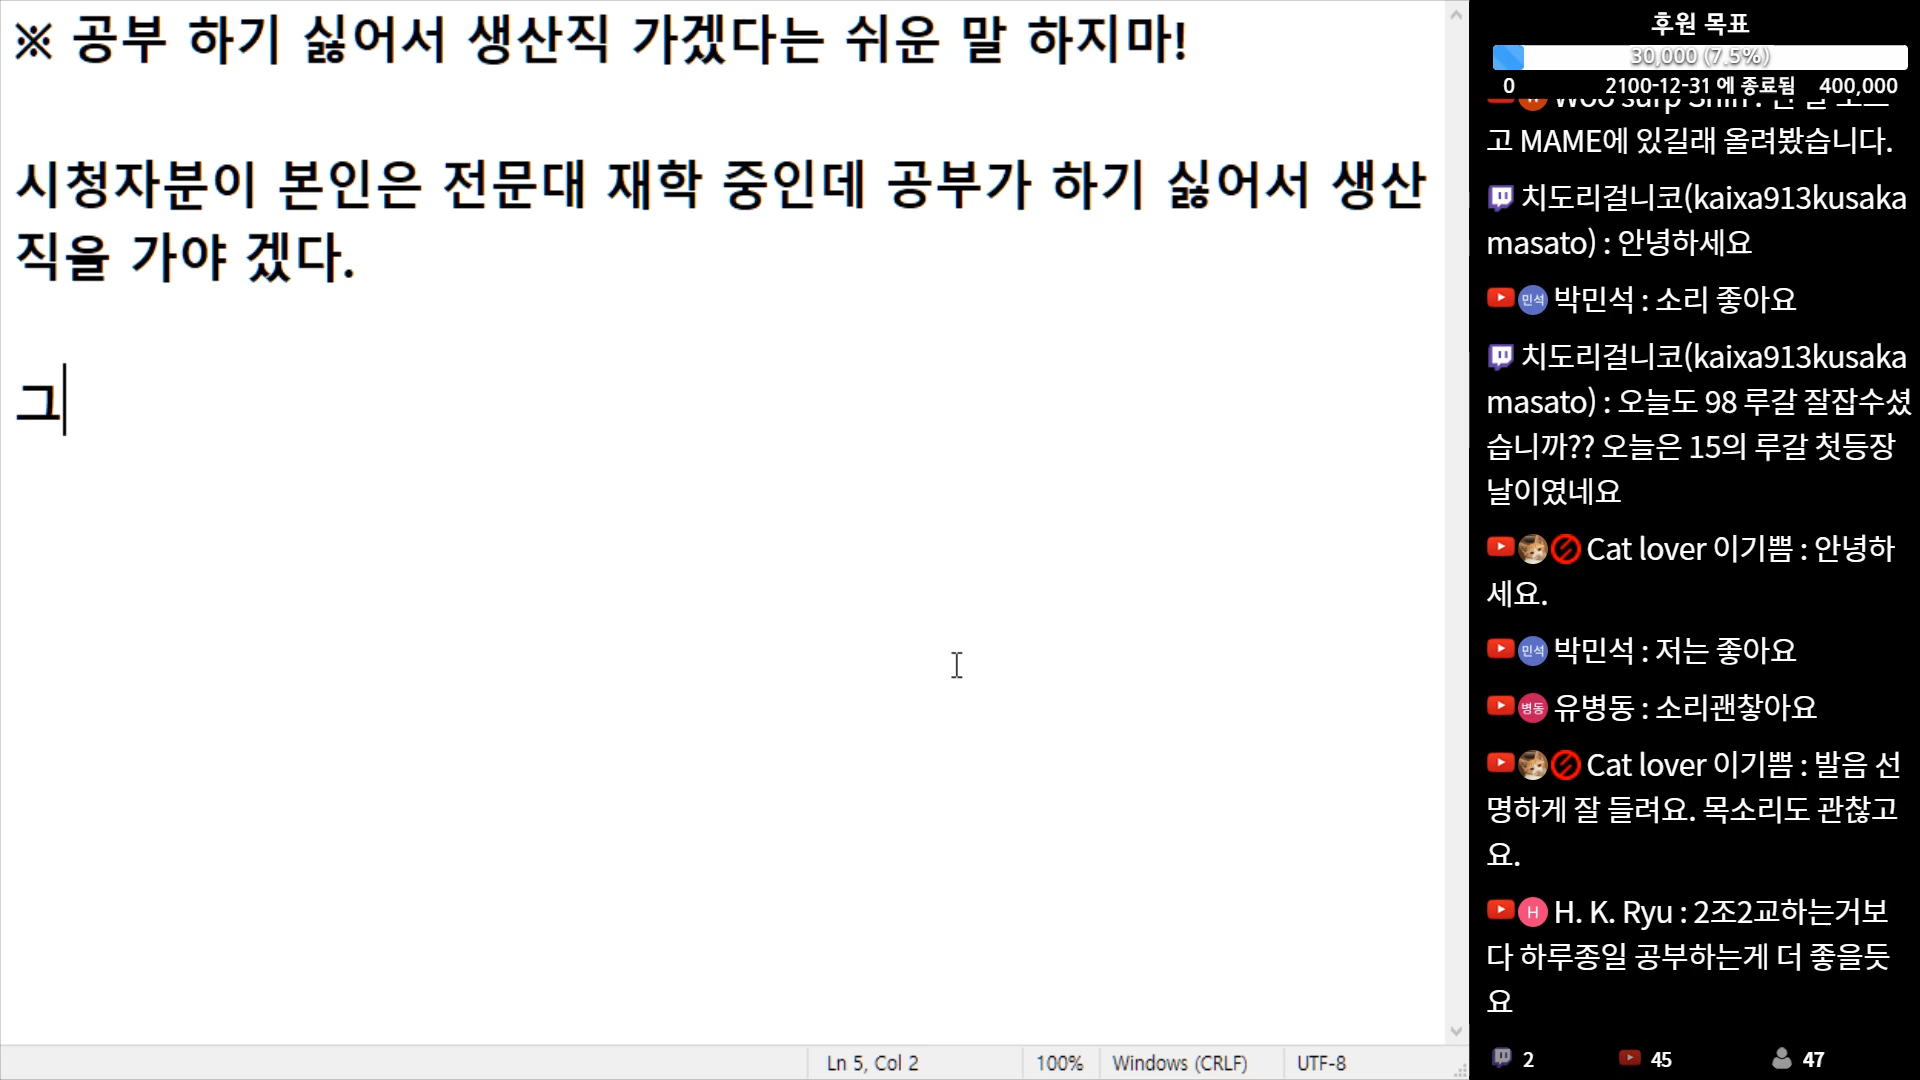 ※ 공부 하기 싫어서 생산직 가겠다는 쉬운 말 하지마!
시청자분이 본인은 전문대 재학 중인데 공부가 하기 싫어서 생산
직을 가야 겠다.
그
Ln 5, Col 2
100%
Windows (CRLF)
UTF-8
후원 목표
30,000 (7.5%)
0
2100-12-31 에 종료됨
400,000
고 MAME에 있길래 올려봤습니다.
치도리걸니코(kaixa913kusaka
masato) : 안녕하세요
민석 박민석 : 소리 좋아요
치도리걸니코(kaixa913kusaka
masato) : 오늘도 98 루갈 잘잡수셨
습니까?? 오늘은 15의 루갈 첫등장
날이였네요
Cat lover 이기쁨 : 안녕하
세요.
민석 박민석 : 저는 좋아요
병동 유병동 : 소리괜찮아요
Cat lover 이기쁨 : 발음 선
명하게 잘 들려요. 목소리도 관찮고
요.
H H. K. Ryu : 2조2교하는거보
다 하루종일 공부하는게 더 좋을듯
요
2
45
47